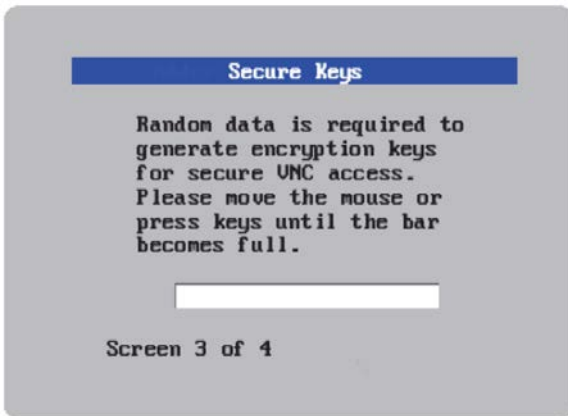 Secure Keys
Random data is required to
generate encryption keys
for secure VNC access.
Please move the mouse or
press keys until the bar
becomes full.
Screen 3 of 4